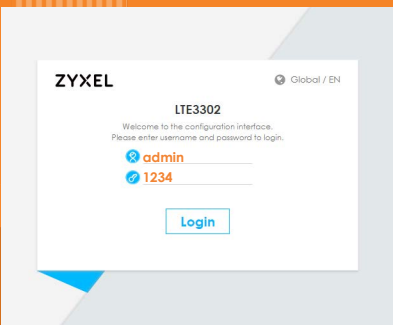 ZYXEL
Global / EN
LTE3302
Welcome to the configuration interface.
Please enter username and password to login.
admin
1234
Login